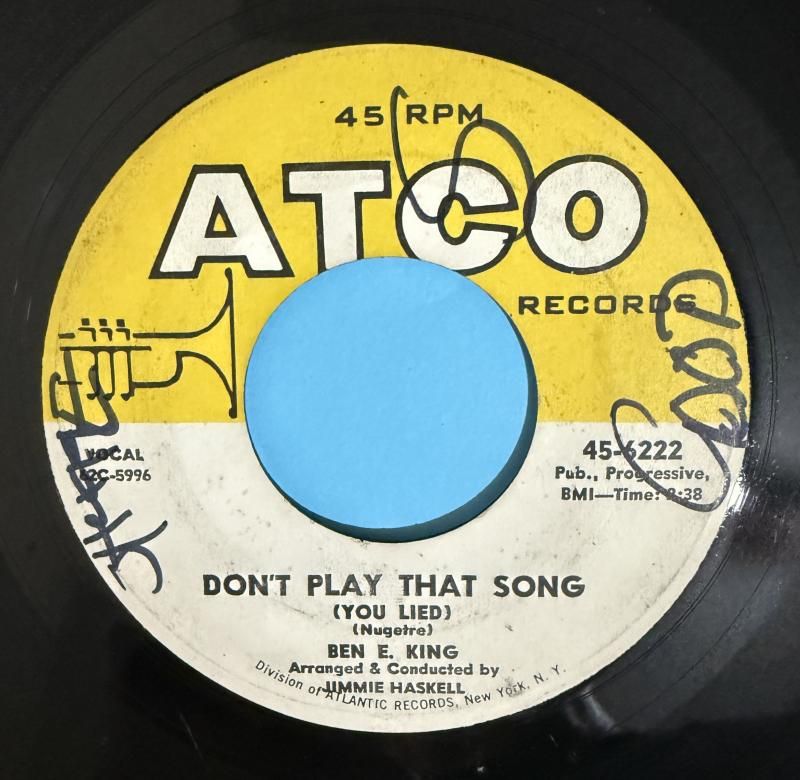 45 RPM
ATCO
RECORDS
VOCAL
62C-5996
45-6222
Pub., Progressive,
BMI—Time: 2:38
DON'T PLAY THAT SONG
(YOU LIED)
(Nugetre)
BEN E. KING
Arranged & Conducted by
JIMMIE HASKELL
Division of ATLANTIC RECORDS, New York, N. Y.